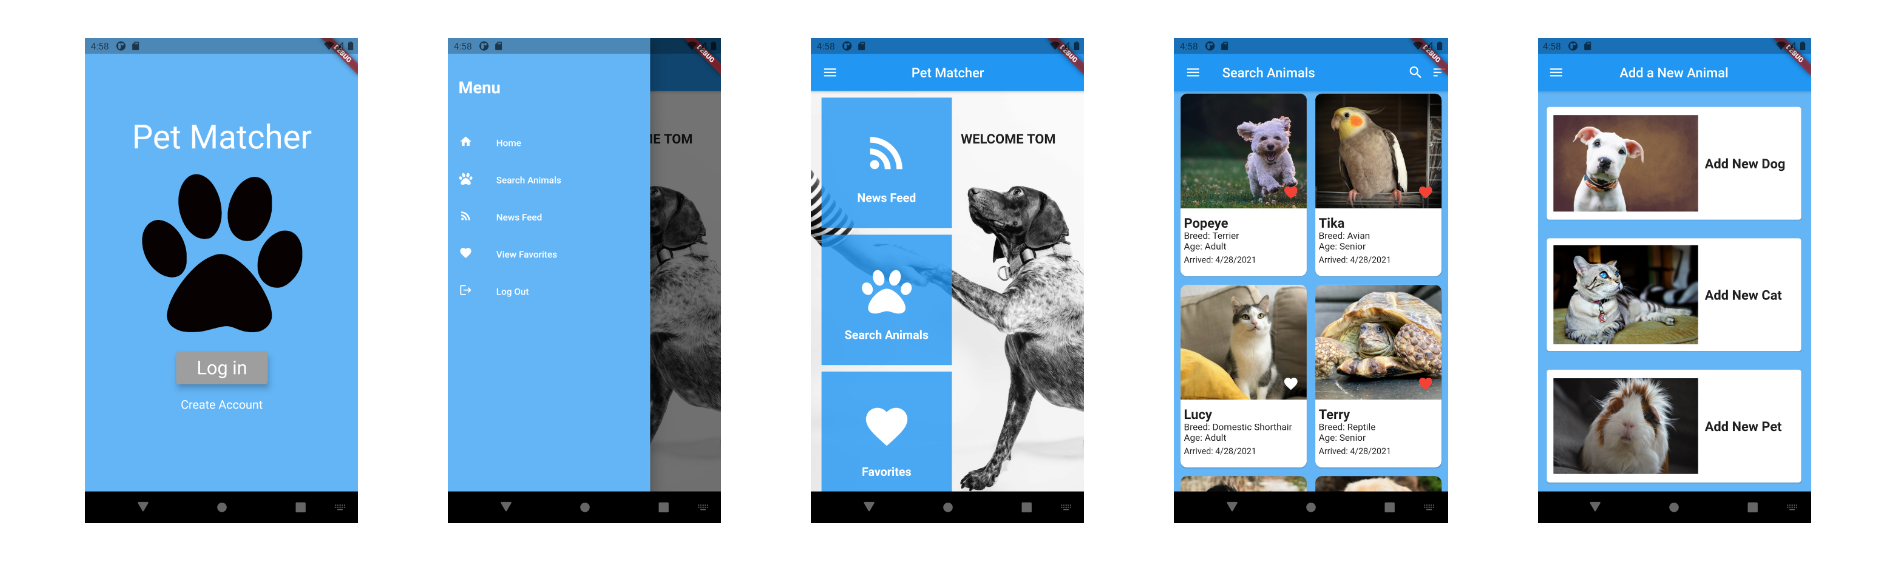 4:58
DEBUG
Pet Matcher
Log in
Create Account
4:58
DEBUG
Menu
Home
Search Animals
News Feed
View Favorites
Log Out
IE TOM
4:58
DEBUG
Pet Matcher
WELCOME TOM
News Feed
Search Animals
Favorites
4:58
DEBUG
Search Animals
Popeye
Breed: Terrier
Age: Adult
Arrived: 4/28/2021
Tika
Breed: Avian
Age: Senior
Arrived: 4/28/2021
Lucy
Breed: Domestic Shorthair
Age: Adult
Arrived: 4/28/2021
Terry
Breed: Reptile
Age: Senior
Arrived: 4/28/2021
4:58
DEBUG
Add a New Animal
Add New Dog
Add New Cat
Add New Pet